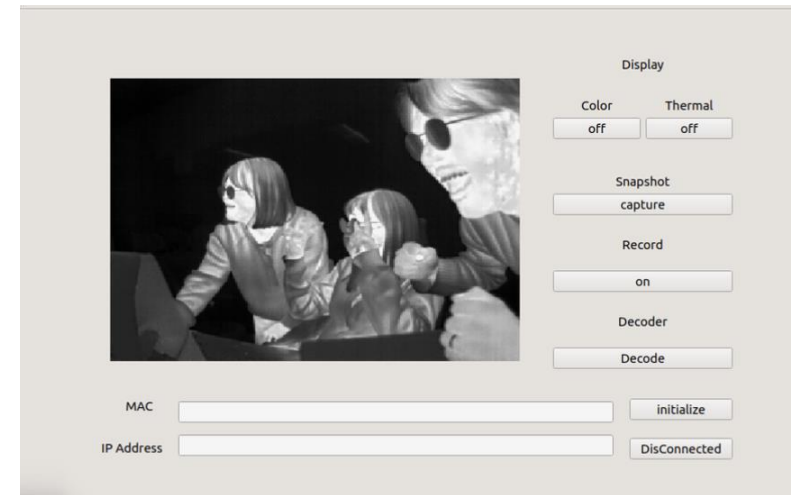 Display
Color Thermal
off off
Snapshot
capture
Record
on
Decoder
Decode
MAC initialize
IP Address DisConnected